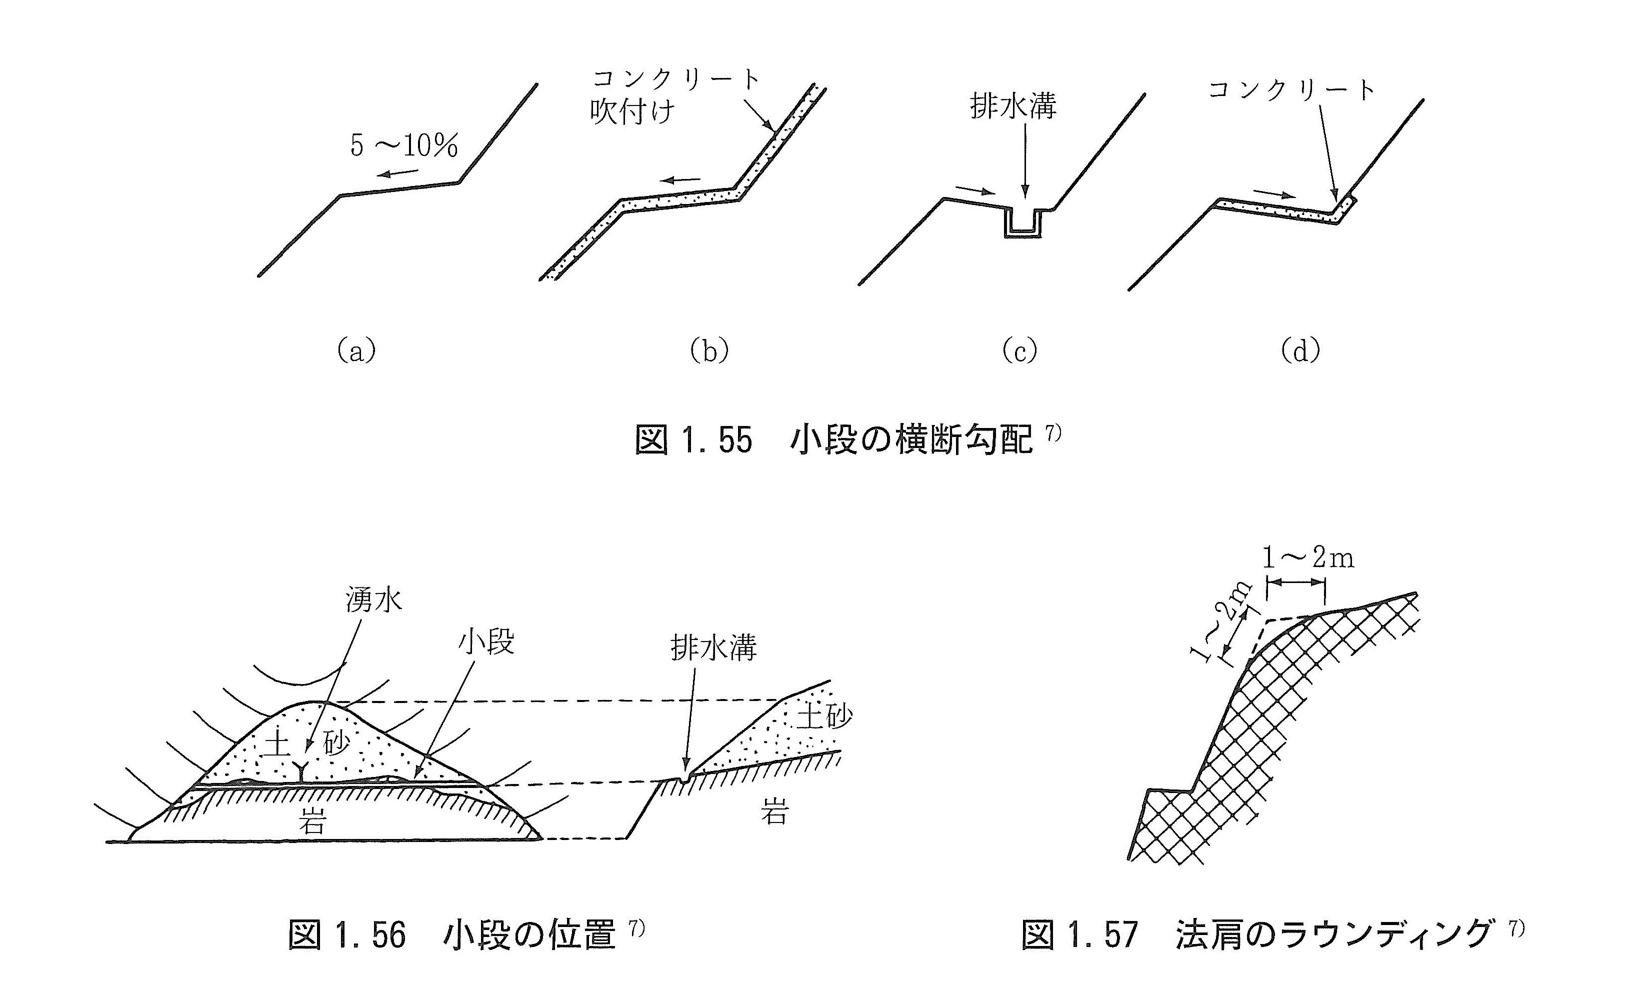 5～10%
コンクリート
吹付け
排水溝
コンクリート
(a)
(b)
(c)
(d)
図 1.55 小段の横断勾配 7)
湧水
小段
排水溝
土 砂
土砂
岩
岩
図 1.56 小段の位置 7)
1～2m
1～2m
図 1.57 法肩のラウンディング 7)